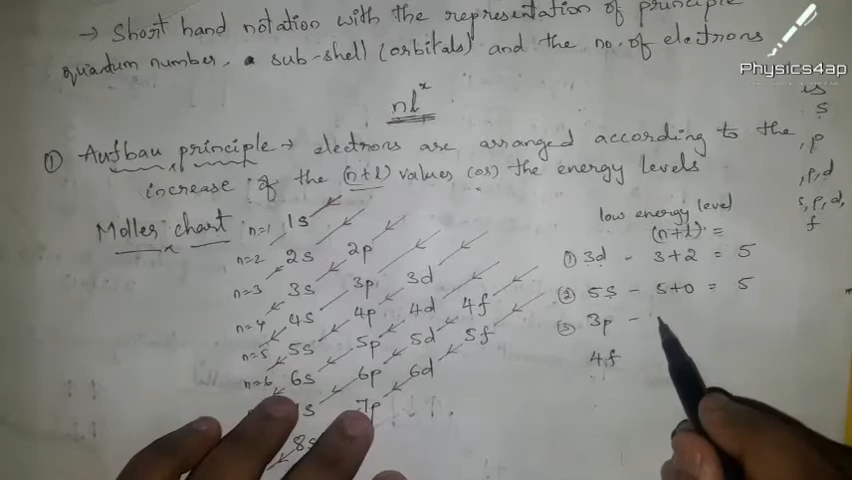 → Short hand notation with the representation of principle
quantum number, sub-shell (orbitals) and the no. of electrons
Physics4ap
nlˣ
is
s
, p
, p, d
s, p, d,
f
① Aufbau principle → electrons are arranged according to the
increase of the (n+l) values (or) the energy levels
Molles chart
n=1 1s
n=2 2s 2p
n=3 3s 3p 3d
n=4 4s 4p 4d 4f
n=5 5s 5p 5d 5f
n=6 6s 6p 6d
s 7p
8s
low energy level
(n+l) =
① 3d - 3+2 = 5
② 5s - 5+0 = 5
③ 3p -
4f